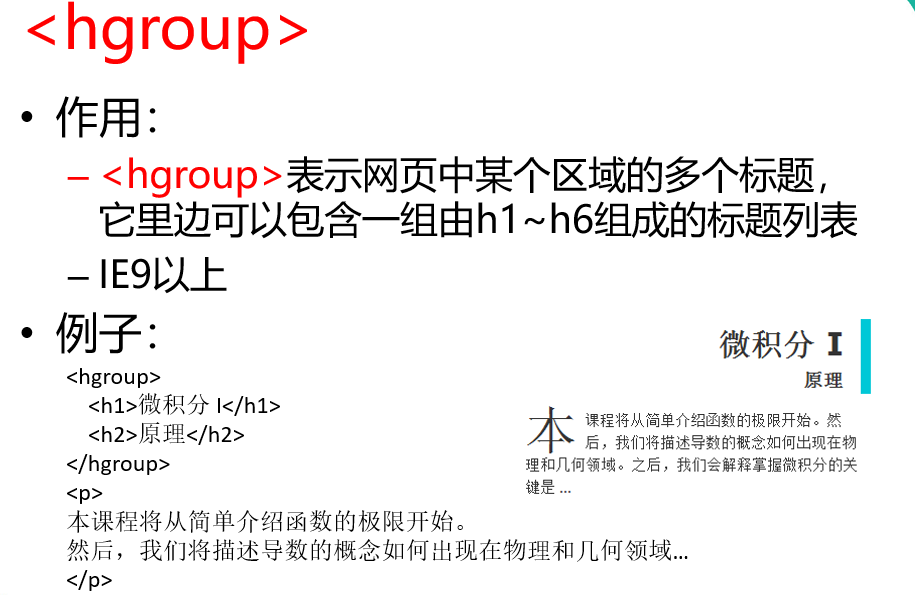 <hgroup>
• 作用：
– <hgroup>表示网页中某个区域的多个标题，
它里边可以包含一组由h1~h6组成的标题列表
– IE9以上
• 例子：
<hgroup>
<h1>微积分 I</h1>
<h2>原理</h2>
</hgroup>
<p>
本课程将从简单介绍函数的极限开始。
然后，我们将描述导数的概念如何出现在物理和几何领域...
</p>
微积分 I
原理
本课程将从简单介绍函数的极限开始。然
后，我们将描述导数的概念如何出现在物
理和几何领域。之后，我们会解释掌握微积分的关
键是 ...